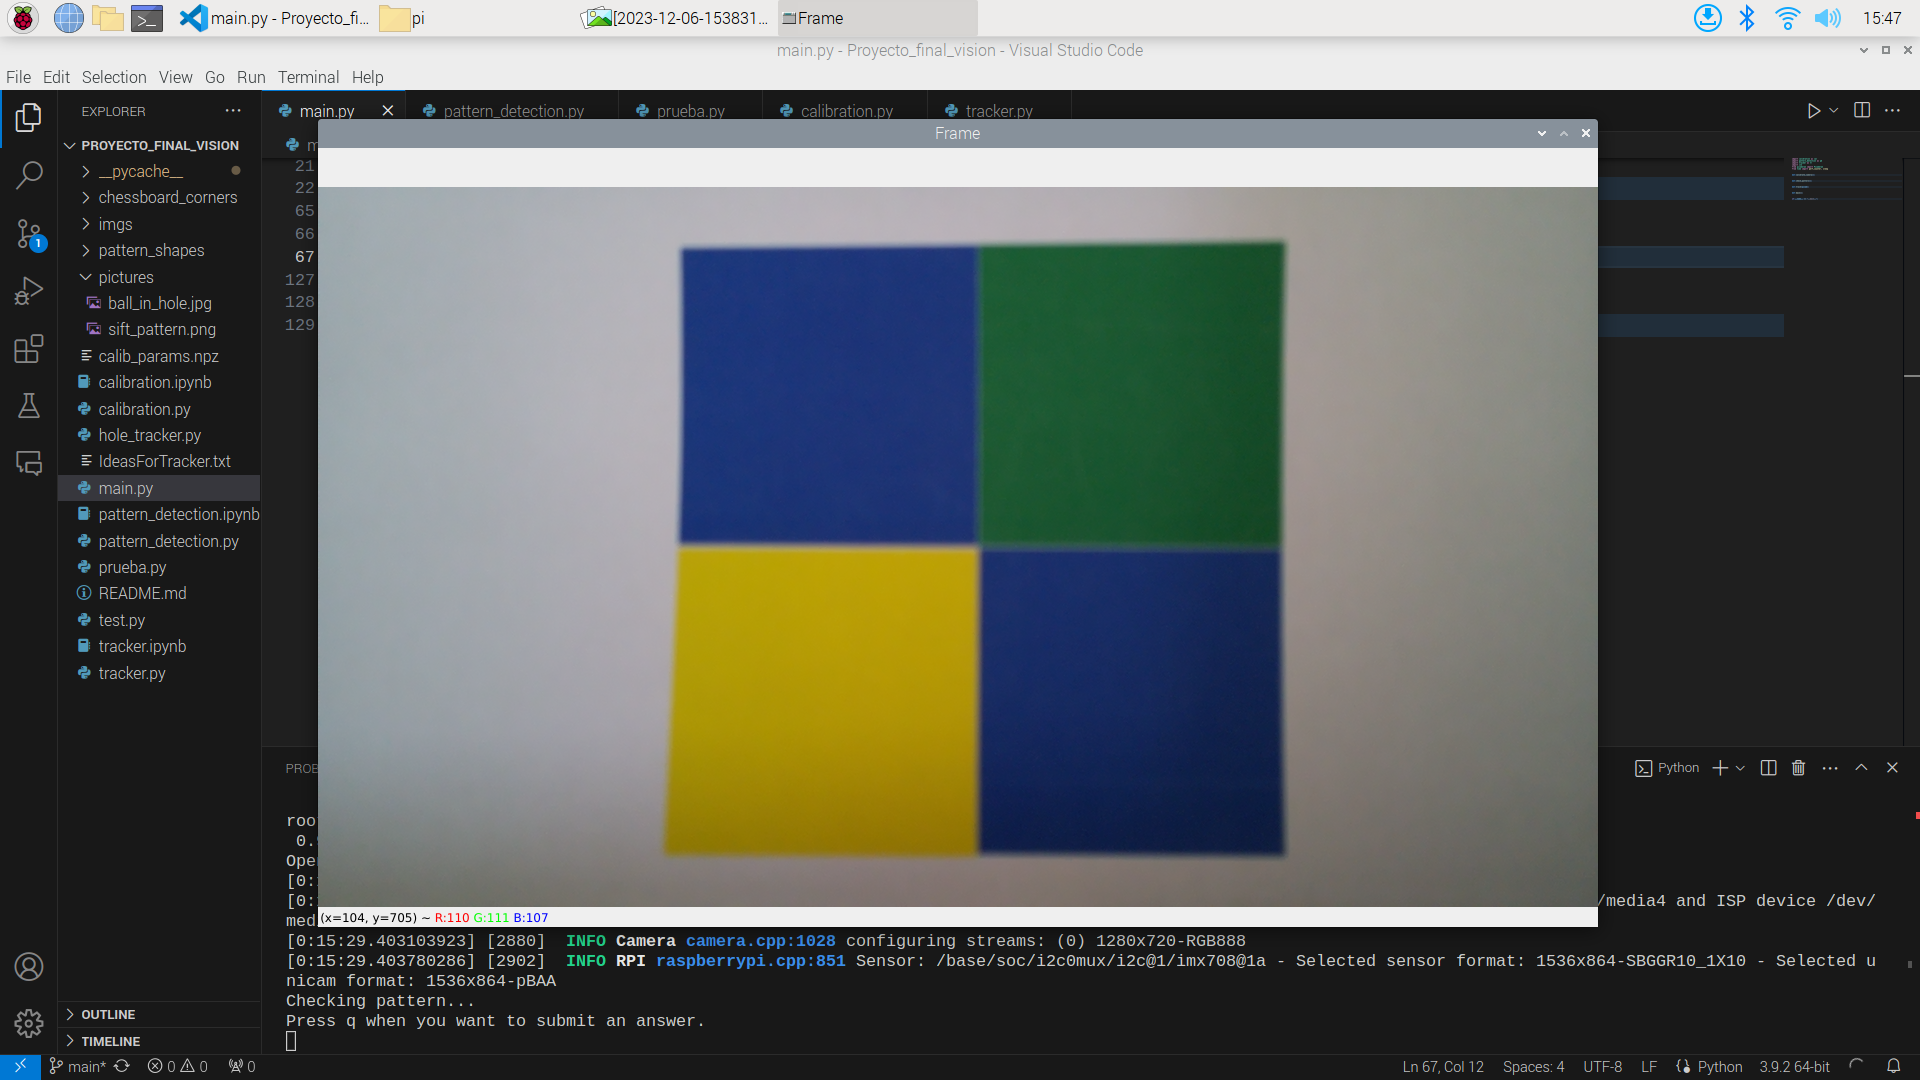 main.py - Proyecto_fi...
pi
[2023-12-06-153831...
Frame
15:47
main.py - Proyecto_final_vision - Visual Studio Code
File Edit Selection View Go Run Terminal Help
EXPLORER
main.py
pattern_detection.py
prueba.py
calibration.py
tracker.py
Frame
PROYECTO_FINAL_VISION
__pycache__
chessboard_corners
imgs
pattern_shapes
pictures
ball_in_hole.jpg
sift_pattern.png
calib_params.npz
calibration.ipynb
calibration.py
hole_tracker.py
IdeasForTracker.txt
main.py
pattern_detection.ipynb
pattern_detection.py
prueba.py
README.md
test.py
tracker.ipynb
tracker.py
OUTLINE
TIMELINE
1
21
22
65
66
67
127
128
129
(x=104, y=705) ~ R:110 G:111 B:107
PROB
Python
roo
0.
Ope
[0:
[0: /media4 and ISP device /dev/
med
[0:15:29.403103923] [2880] INFO Camera camera.cpp:1028 configuring streams: (0) 1280x720-RGB888
[0:15:29.403780286] [2902] INFO RPI raspberrypi.cpp:851 Sensor: /base/soc/i2c0mux/i2c@1/imx708@1a - Selected sensor format: 1536x864-SBGGR10_1X10 - Selected u
nicam format: 1536x864-pBAA
Checking pattern...
Press q when you want to submit an answer.
main* 0 0 0
Ln 67, Col 12 Spaces: 4 UTF-8 LF Python 3.9.2 64-bit